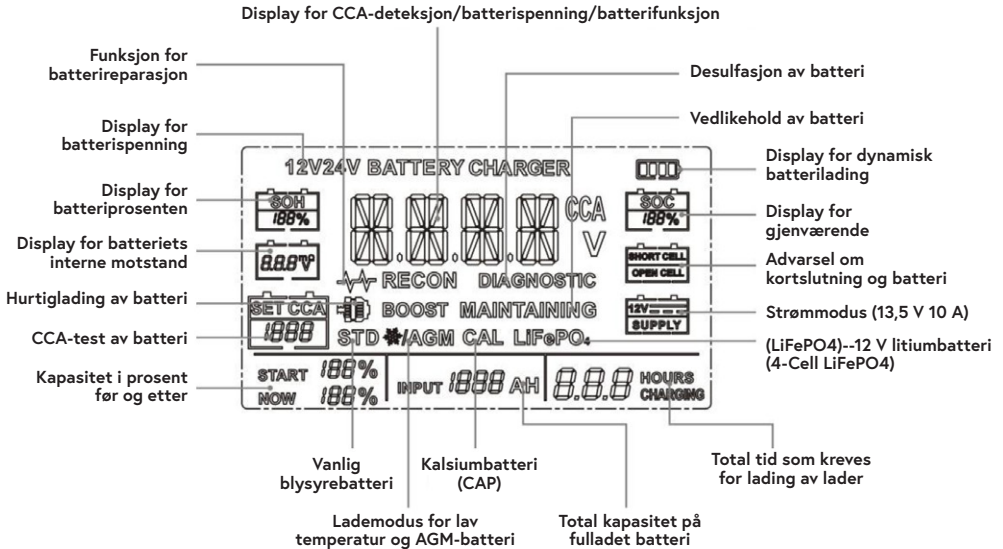 Display for CCA-deteksjon/batterispenning/batterifunksjon
Funksjon for
batterireparasjon
Display for
batterispenning
Display for
batteriprosenten
Display for batteriets
interne motstand
Hurtiglading av batteri
CCA-test av batteri
Kapasitet i prosent
før og etter
12V24V BATTERY CHARGER
SOH
188%
8.8.8mΩV
SET CCA
1888
CCA
V
RECON DIAGNOSTIC
BOOST MAINTAINING
STD /AGM CAL LiFePO4
SOC
188%
SHORT CELL
OPEN CELL
12V
SUPPLY
START 188%
NOW 188%
INPUT 1888 AH
8.8.8 HOURS
CHARGING
Desulfasjon av batteri
Vedlikehold av batteri
Display for dynamisk
batterilading
Display for
gjenværende
Advarsel om
kortslutning og batteri
Strømmodus (13,5 V 10 A)
(LiFePO4)--12 V litiumbatteri
(4-Cell LiFePO4)
Vanlig
blysyrebatteri
Kalsiumbatteri
(CAP)
Total tid som kreves
for lading av lader
Lademodus for lav
temperatur og AGM-batteri
Total kapasitet på
fulladet batteri